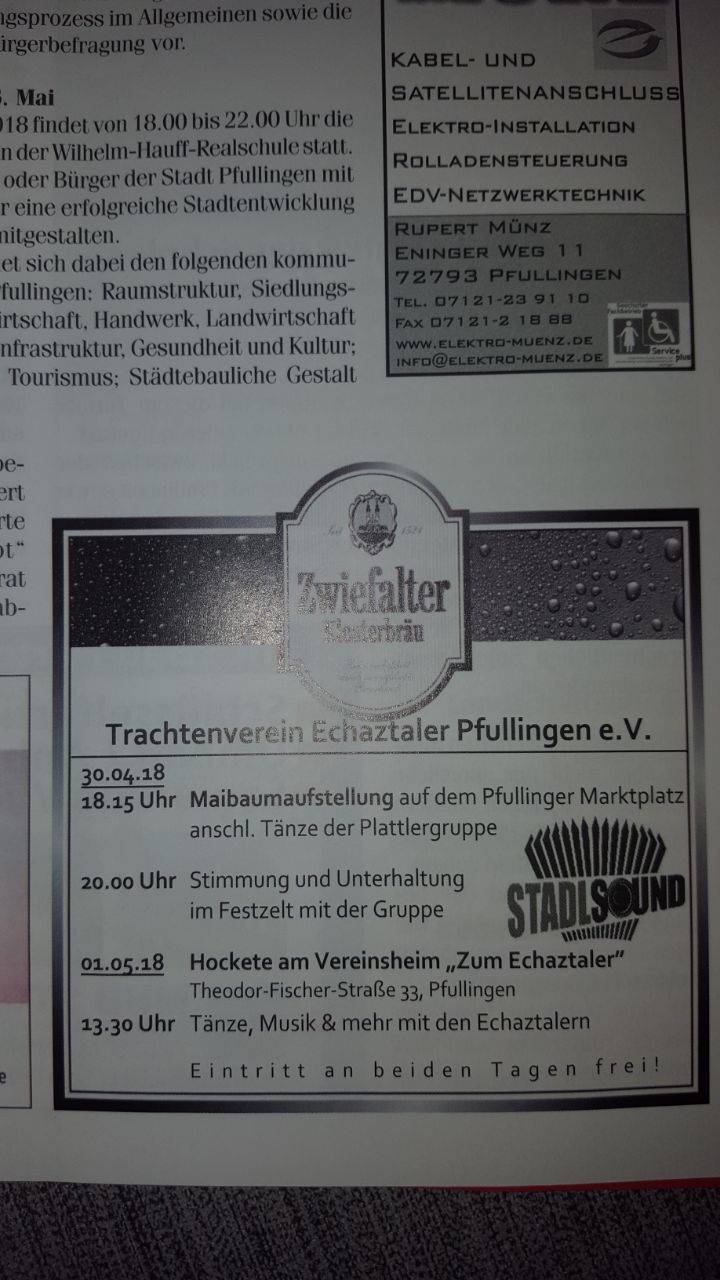 ngsprozess im Allgemeinen sowie die
ürgerbefragung vor.
5. Mai
018 findet von 18.00 bis 22.00 Uhr die
n der Wilhelm-Hauff-Realschule statt.
oder Bürger der Stadt Pfullingen mit
r eine erfolgreiche Stadtentwicklung
mitgestalten.
et sich dabei den folgenden kommu-
fullingen: Raumstruktur, Siedlungs-
irtschaft, Handwerk, Landwirtschaft
nfrastruktur, Gesundheit und Kultur;
Tourismus; Städtebauliche Gestalt
be-
ert
rte
ot“
rat
ab-
e
KABEL- UND
SATELLITENANSCHLUSS
ELEKTRO-INSTALLATION
ROLLADENSTEUERUNG
EDV-NETZWERKTECHNIK
RUPERT MÜNZ
ENINGER WEG 11
72793 PFULLINGEN
TEL. 07121-23 91 10
FAX 07121-2 18 88
WWW.ELEKTRO-MUENZ.DE
INFO@ELEKTRO-MUENZ.DE
Fachbetrieb
Service
plus
Seit 1521
Zwiefalter
Klosterbräu
Trachtenverein Echaztaler Pfullingen e.V.
30.04.18
18.15 Uhr Maibaumaufstellung auf dem Pfullinger Marktplatz
anschl. Tänze der Plattlergruppe
20.00 Uhr Stimmung und Unterhaltung
im Festzelt mit der Gruppe
STADLSOUND
01.05.18 Hockete am Vereinsheim „Zum Echaztaler“
Theodor-Fischer-Straße 33, Pfullingen
13.30 Uhr Tänze, Musik & mehr mit den Echaztalern
Eintritt an beiden Tagen frei!